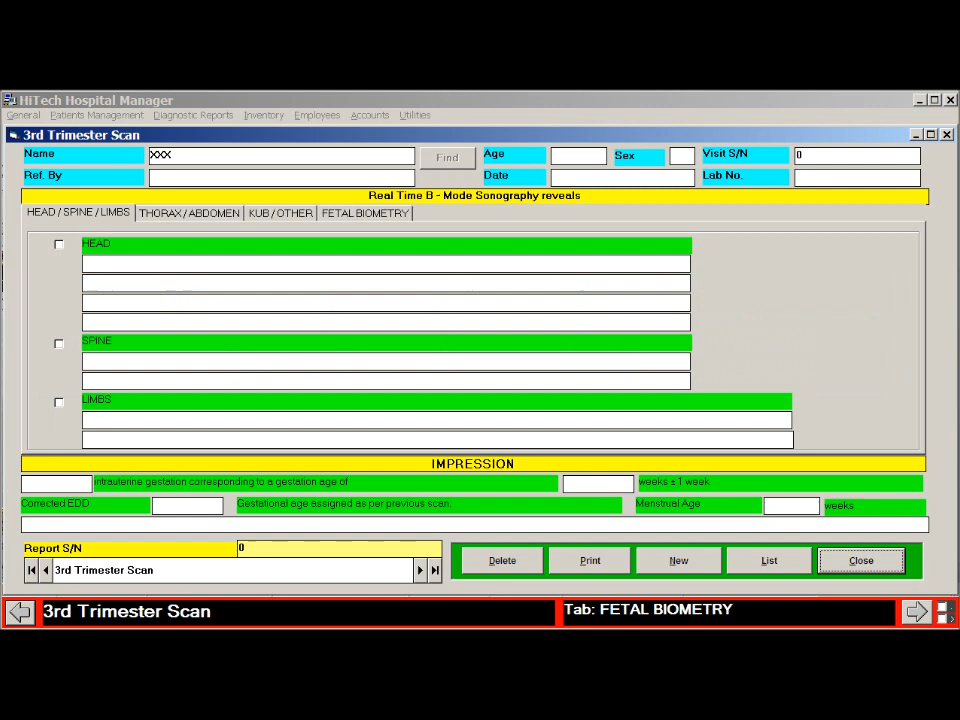 HiTech Hospital Manager
General Patients Management Diagnostic Reports Inventory Employees Accounts Utilities
3rd Trimester Scan
Name XXX Find Age Sex Visit S/N 0
Ref. By Date Lab No.
Real Time B - Mode Sonography reveals
HEAD / SPINE / LIMBS THORAX / ABDOMEN KUB / OTHER FETAL BIOMETRY
HEAD
SPINE
LIMBS
IMPRESSION
intrauterine gestation corresponding to a gestation age of weeks ± 1 week
Corrected EDD Gestational age assigned as per previous scan. Menstrual Age weeks
Report S/N 0
3rd Trimester Scan Delete Print New List Close
3rd Trimester Scan Tab: FETAL BIOMETRY